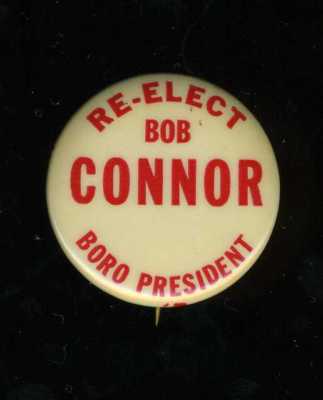 RE-ELECT
BOB
CONNOR
BORO PRESIDENT